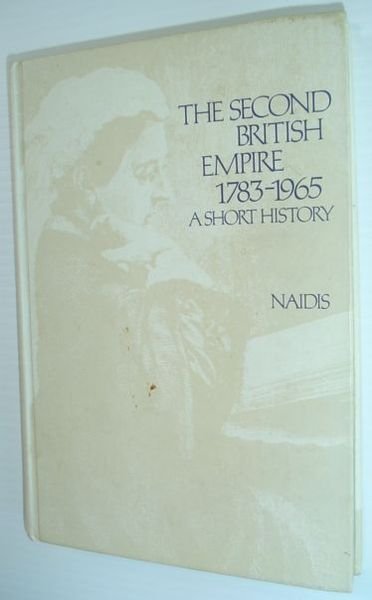 THE SECOND
BRITISH
EMPIRE
1783-1965
A SHORT HISTORY
NAIDIS